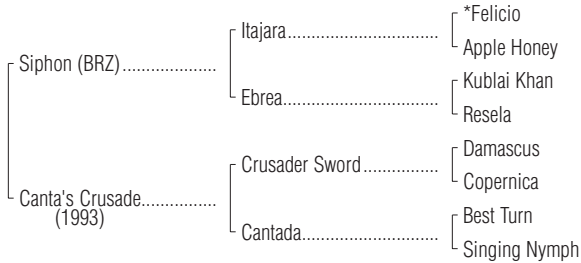 *Felicio
Itajara
Apple Honey
Siphon (BRZ)
Kublai Khan
Ebrea
Resela
Damascus
Crusader Sword
Copernica
Canta's Crusade
(1993)
Best Turn
Cantada
Singing Nymph